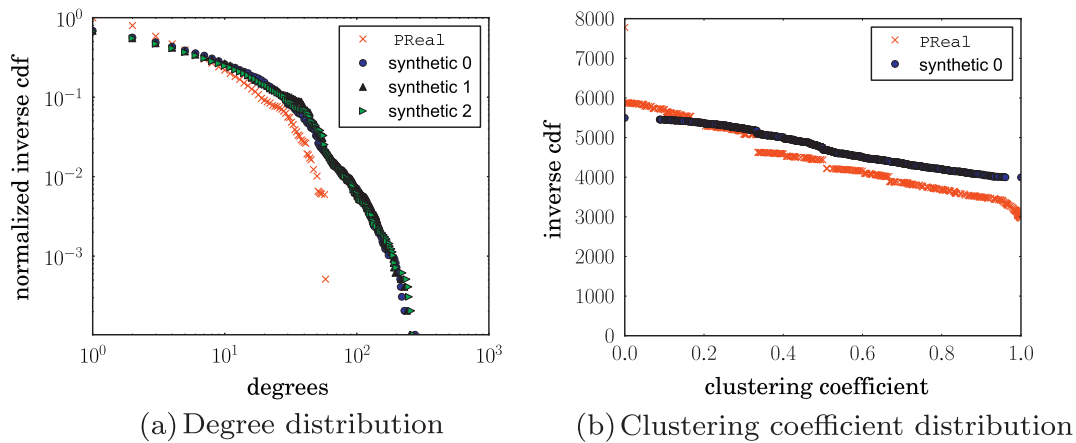 normalized inverse cdf
10^0
10^-1
10^-2
10^-3
PReal
synthetic 0
synthetic 1
synthetic 2
10^0 10^1 10^2 10^3
degrees
(a) Degree distribution
inverse cdf
8000
7000
6000
5000
4000
3000
2000
1000
0
PReal
synthetic 0
0.0 0.2 0.4 0.6 0.8 1.0
clustering coefficient
(b) Clustering coefficient distribution